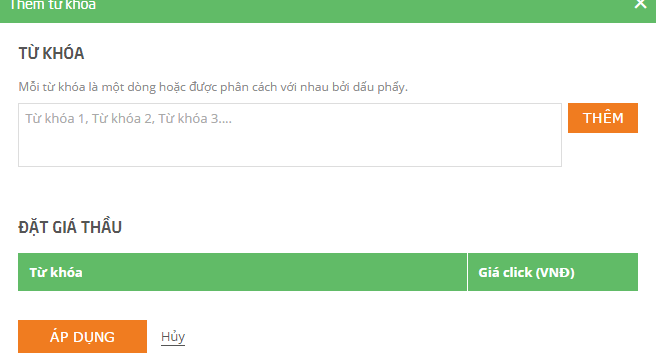 Thêm từ khóa
TỪ KHÓA
Mỗi từ khóa là một dòng hoặc được phân cách với nhau bởi dấu phẩy.
Từ khóa 1, Từ khóa 2, Từ khóa 3....
THÊM
ĐẶT GIÁ THẦU
Từ khóa
Giá click (VNĐ)
ÁP DỤNG
Hủy